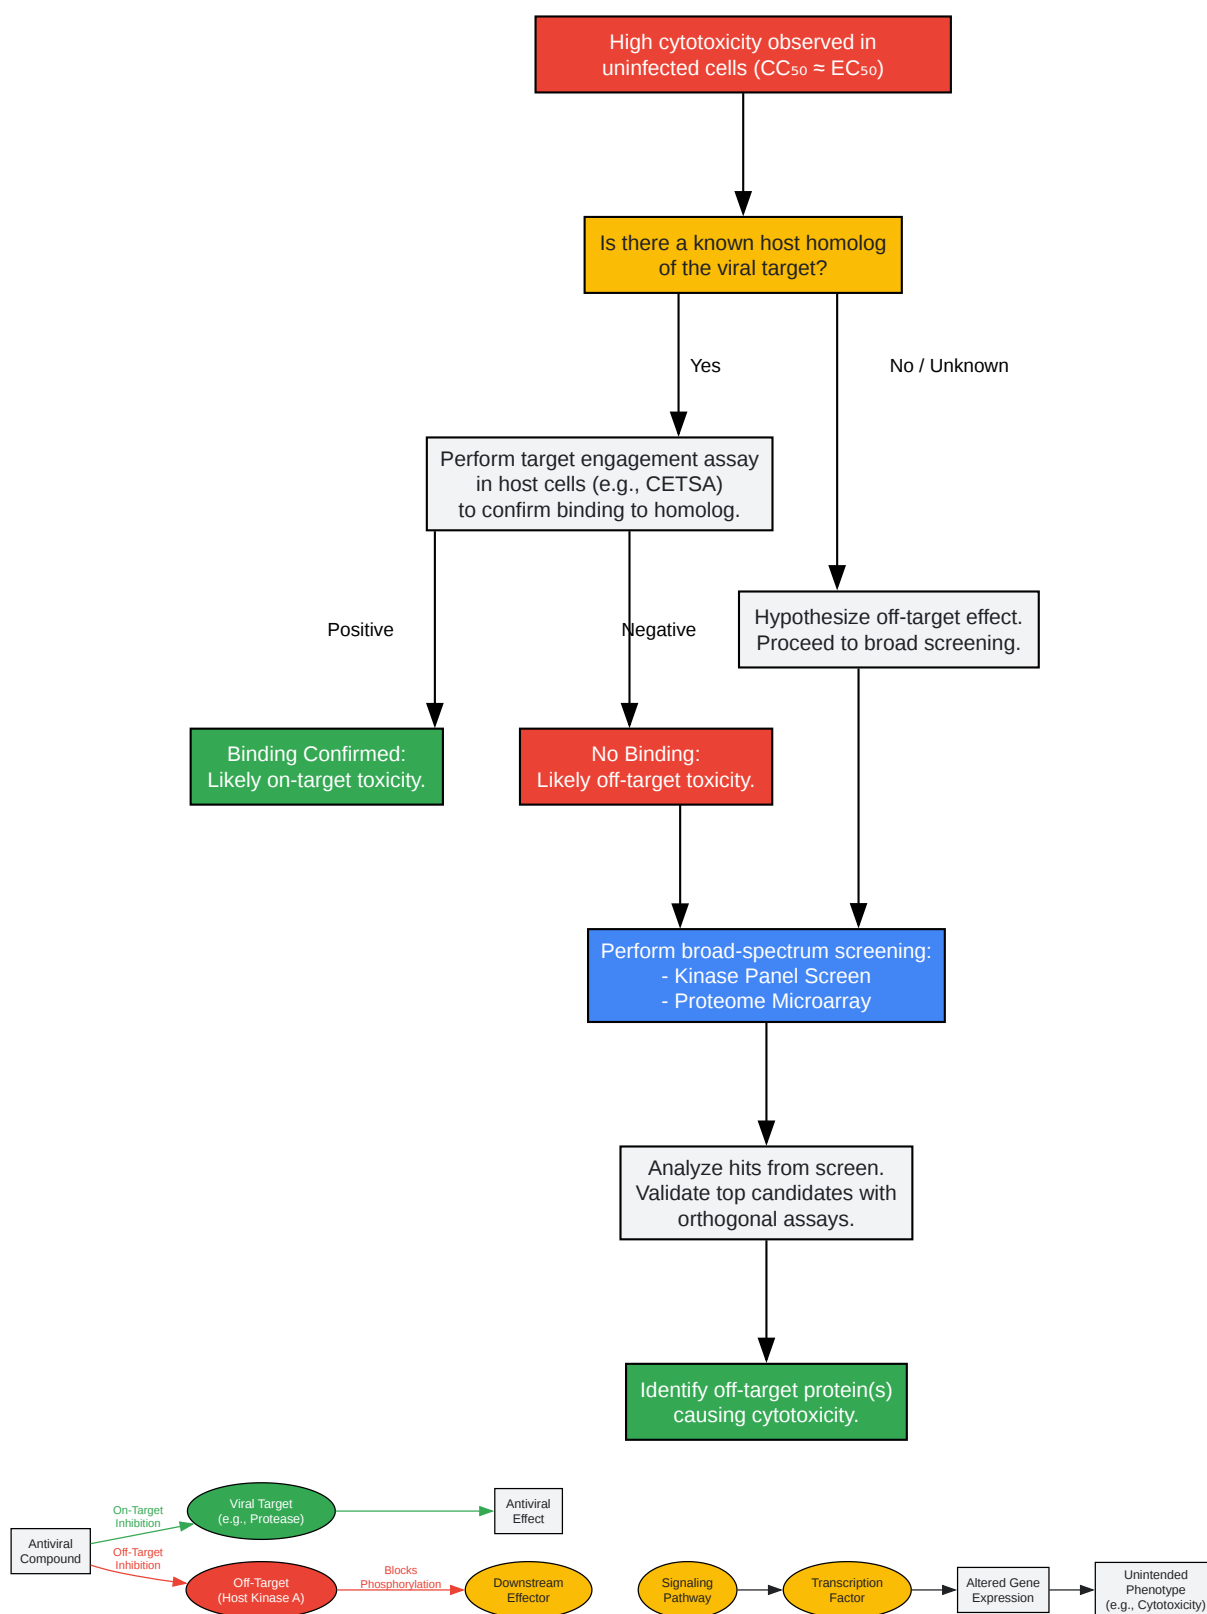 High cytotoxicity observed in
uninfected cells (CC₅₀ ≈ EC₅₀)
Is there a known host homolog
of the viral target?
Yes
No / Unknown
Perform target engagement assay
in host cells (e.g., CETSA)
to confirm binding to homolog.
Hypothesize off-target effect.
Proceed to broad screening.
Positive
Negative
Binding Confirmed:
Likely on-target toxicity.
No Binding:
Likely off-target toxicity.
Perform broad-spectrum screening:
- Kinase Panel Screen
- Proteome Microarray
Analyze hits from screen.
Validate top candidates with
orthogonal assays.
Identify off-target protein(s)
causing cytotoxicity.
Antiviral
Compound
On-Target
Inhibition
Viral Target
(e.g., Protease)
Antiviral
Effect
Off-Target
Inhibition
Off-Target
(Host Kinase A)
Blocks
Phosphorylation
Downstream
Effector
Signaling
Pathway
Transcription
Factor
Altered Gene
Expression
Unintended
Phenotype
(e.g., Cytotoxicity)